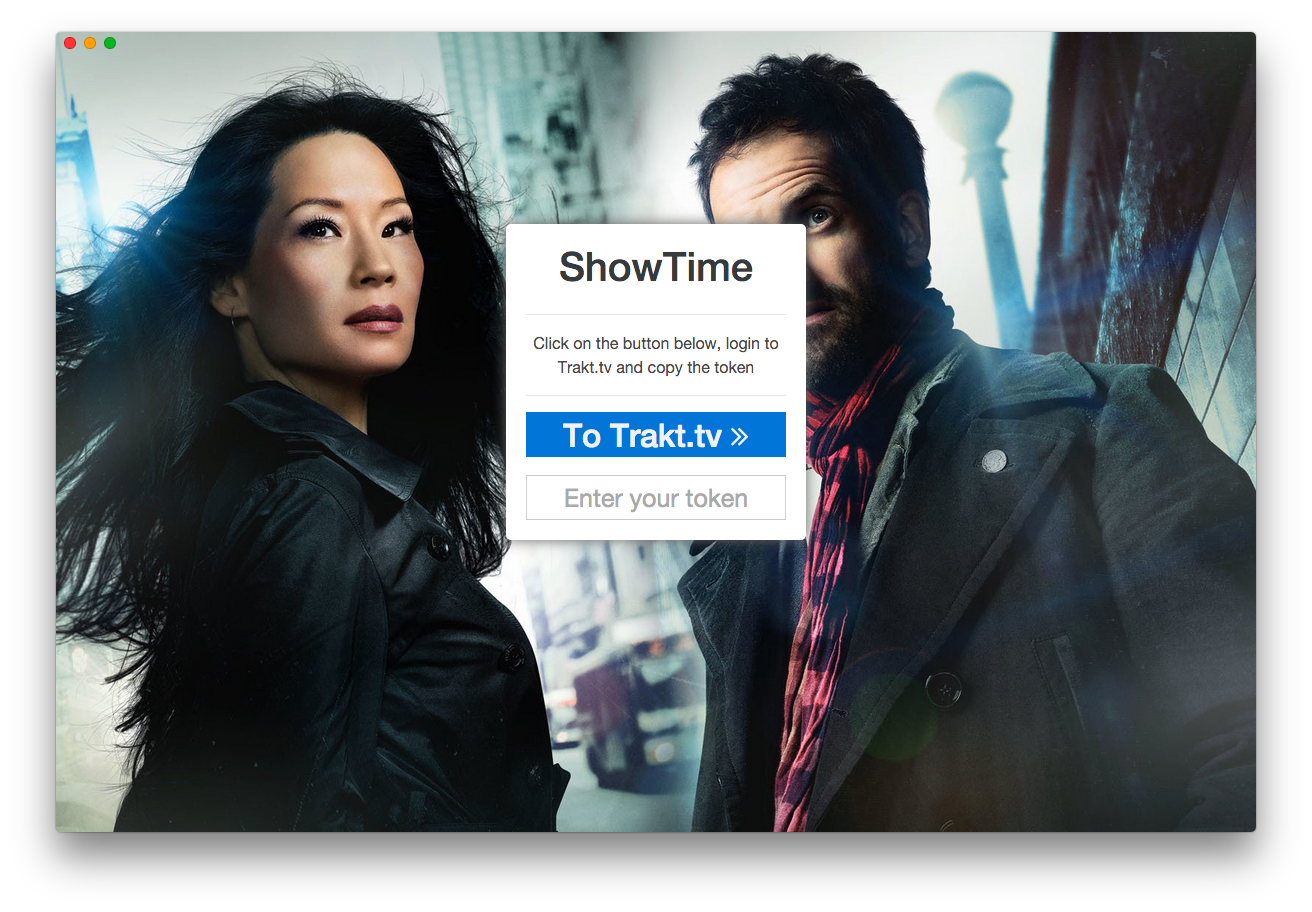 ShowTime
Click on the button below, login to
Trakt.tv and copy the token
To Trakt.tv »
Enter your token